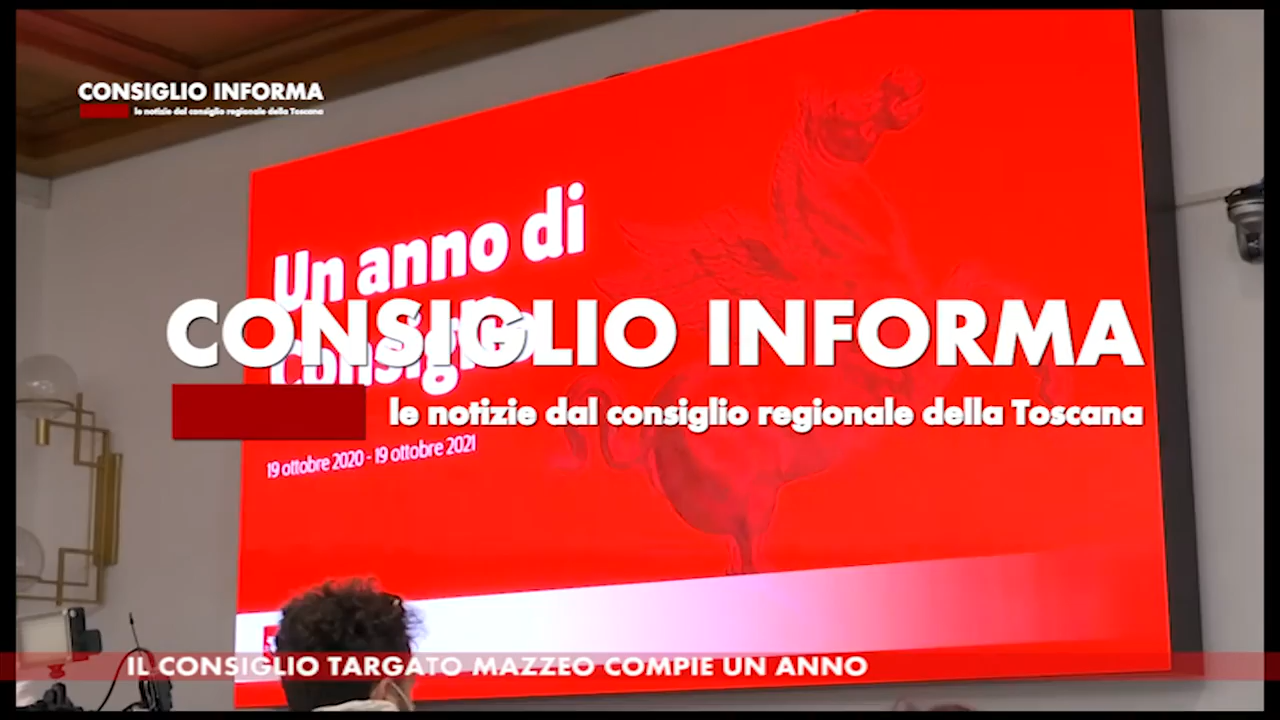 CONSIGLIO INFORMA
le notizie dal consiglio regionale della Toscana
Un anno di
Consiglio
CONSIGLIO INFORMA
le notizie dal consiglio regionale della Toscana
19 ottobre 2020 - 19 ottobre 2021
IL CONSIGLIO TARGATO MAZZEO COMPIE UN ANNO